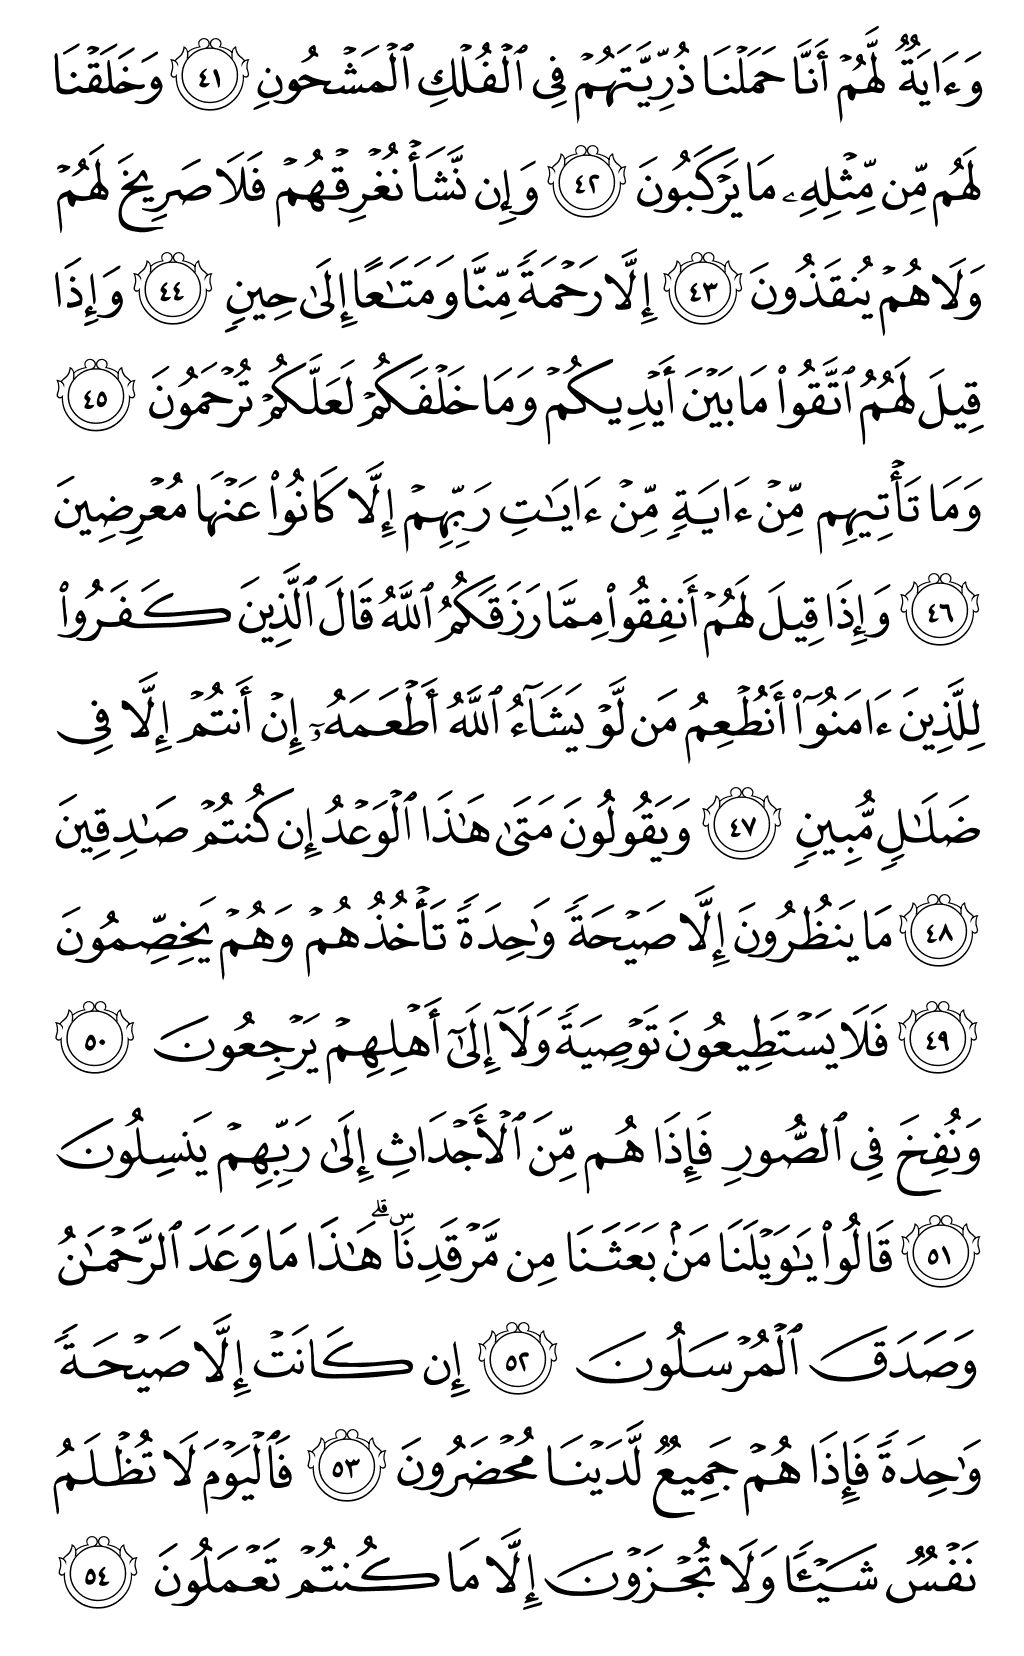 وَءَايَةٌ لَّهُمۡ أَنَّا حَمَلۡنَا ذُرِّيَّتَهُمۡ فِي ٱلۡفُلۡكِ ٱلۡمَشۡحُونِ ٤١ وَخَلَقۡنَا
لَهُم مِّن مِّثۡلِهِۦ مَا يَرۡكَبُونَ ٤٢ وَإِن نَّشَأۡ نُغۡرِقۡهُمۡ فَلَا صَرِيخَ لَهُمۡ
وَلَا هُمۡ يُنقَذُونَ ٤٣ إِلَّا رَحۡمَةٗ مِّنَّا وَمَتَٰعًا إِلَىٰ حِينٖ ٤٤ وَإِذَا
قِيلَ لَهُمُ ٱتَّقُواْ مَا بَيۡنَ أَيۡدِيكُمۡ وَمَا خَلۡفَكُمۡ لَعَلَّكُمۡ تُرۡحَمُونَ ٤٥
وَمَا تَأۡتِيهِم مِّنۡ ءَايَةٖ مِّنۡ ءَايَٰتِ رَبِّهِمۡ إِلَّا كَانُواْ عَنۡهَا مُعۡرِضِينَ
٤٦ وَإِذَا قِيلَ لَهُمۡ أَنفِقُواْ مِمَّا رَزَقَكُمُ ٱللَّهُ قَالَ ٱلَّذِينَ كَفَرُواْ
لِلَّذِينَ ءَامَنُوٓاْ أَنُطۡعِمُ مَن لَّوۡ يَشَآءُ ٱللَّهُ أَطۡعَمَهُۥٓ إِنۡ أَنتُمۡ إِلَّا فِي
ضَلَٰلٖ مُّبِينٖ ٤٧ وَيَقُولُونَ مَتَىٰ هَٰذَا ٱلۡوَعۡدُ إِن كُنتُمۡ صَٰدِقِينَ
٤٨ مَا يَنظُرُونَ إِلَّا صَيۡحَةٗ وَٰحِدَةٗ تَأۡخُذُهُمۡ وَهُمۡ يَخِصِّمُونَ
٤٩ فَلَا يَسۡتَطِيعُونَ تَوۡصِيَةٗ وَلَآ إِلَىٰٓ أَهۡلِهِمۡ يَرۡجِعُونَ ٥٠
وَنُفِخَ فِي ٱلصُّورِ فَإِذَا هُم مِّنَ ٱلۡأَجۡدَاثِ إِلَىٰ رَبِّهِمۡ يَنسِلُونَ
٥١ قَالُواْ يَٰوَيۡلَنَا مَنۢ بَعَثَنَا مِن مَّرۡقَدِنَاۜۗ هَٰذَا مَا وَعَدَ ٱلرَّحۡمَٰنُ
وَصَدَقَ ٱلۡمُرۡسَلُونَ ٥٢ إِن كَانَتۡ إِلَّا صَيۡحَةٗ
وَٰحِدَةٗ فَإِذَا هُمۡ جَمِيعٞ لَّدَيۡنَا مُحۡضَرُونَ ٥٣ فَٱلۡيَوۡمَ لَا تُظۡلَمُ
نَفۡسٞ شَيۡـٔٗا وَلَا تُجۡزَوۡنَ إِلَّا مَا كُنتُمۡ تَعۡمَلُونَ ٥٤